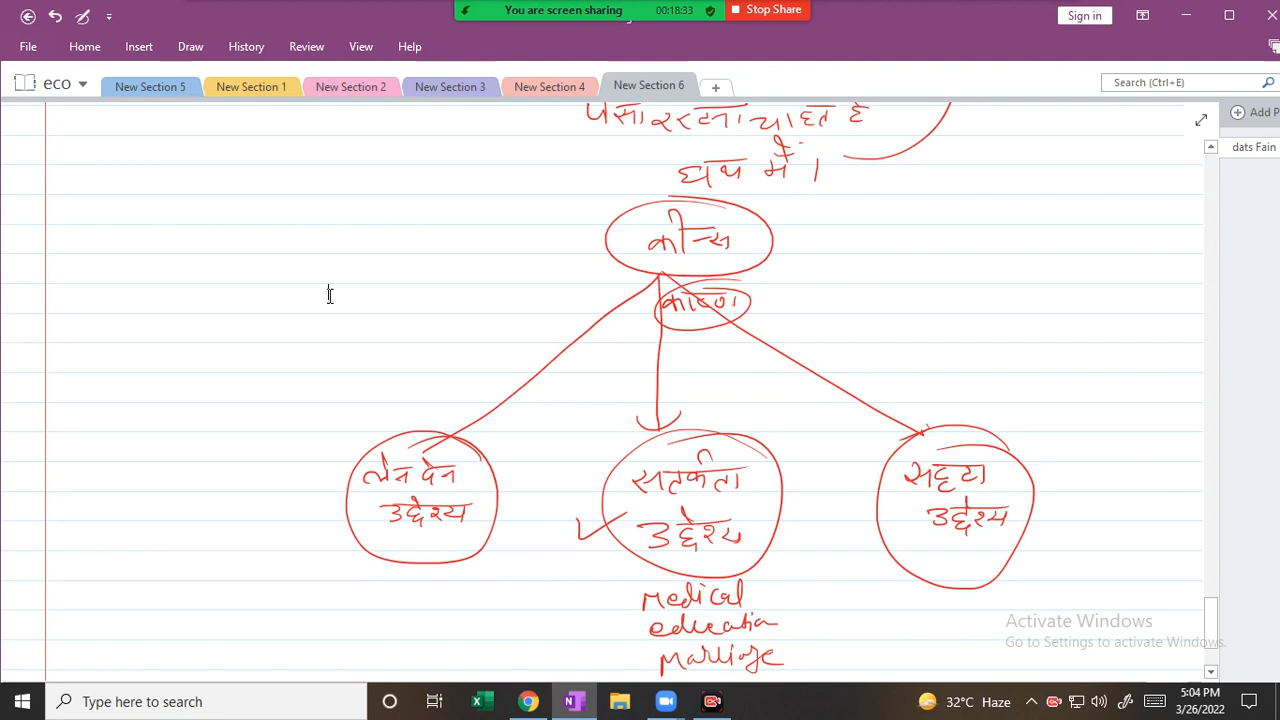 You are screen sharing 00:18:33 Stop Share
Sign in
File Home Insert Draw History Review View Help
eco New Section 5 New Section 1 New Section 2 New Section 3 New Section 4 New Section 6 Search (Ctrl+E)
Add P
dats Fain
पैसा रखना चाहते है
हाथ में ।
कीन्स
कारण
लेन देन
उद्देश्य
सतर्कता
उद्देश्य
सट्टा
उद्देश्य
Medical
education
marriage
Activate Windows
Go to Settings to activate Windows.
Type here to search
32°C Haze
5:04 PM
3/26/2022